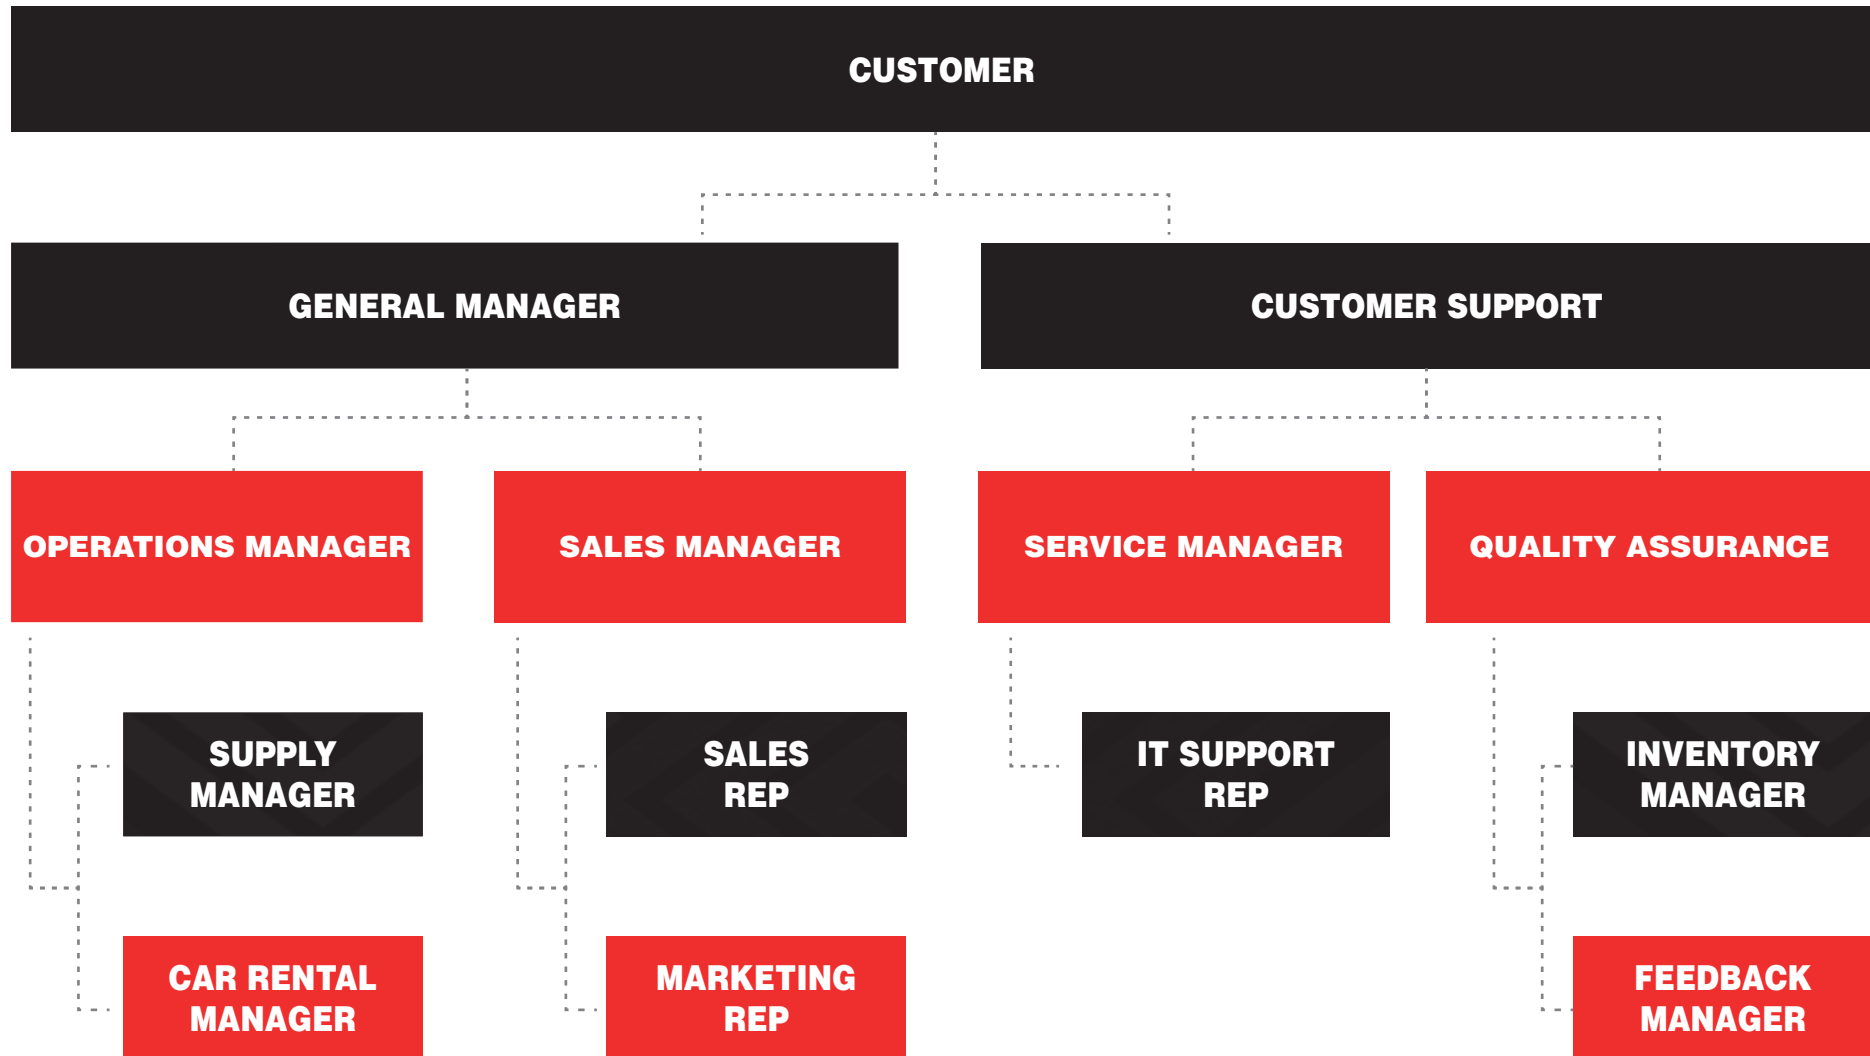 CUSTOMER
GENERAL MANAGER
CUSTOMER SUPPORT
OPERATIONS MANAGER
SALES MANAGER
SERVICE MANAGER
QUALITY ASSURANCE
SUPPLY
MANAGER
SALES
REP
IT SUPPORT
REP
INVENTORY
MANAGER
CAR RENTAL
MANAGER
MARKETING
REP
FEEDBACK
MANAGER